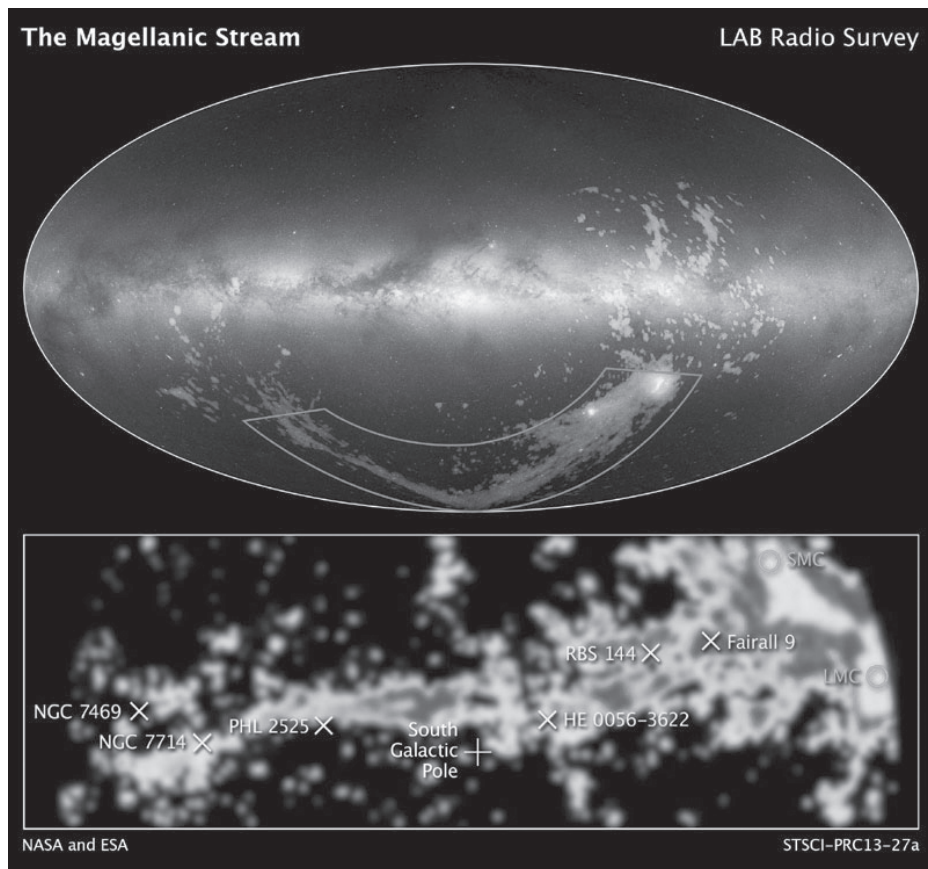 The Magellanic Stream
LAB Radio Survey
SMC
Fairall 9
RBS 144
LMC
NGC 7469
HE 0056-3622
PHL 2525
South
Galactic
Pole
NGC 7714
NASA and ESA
STSCI-PRC13-27a